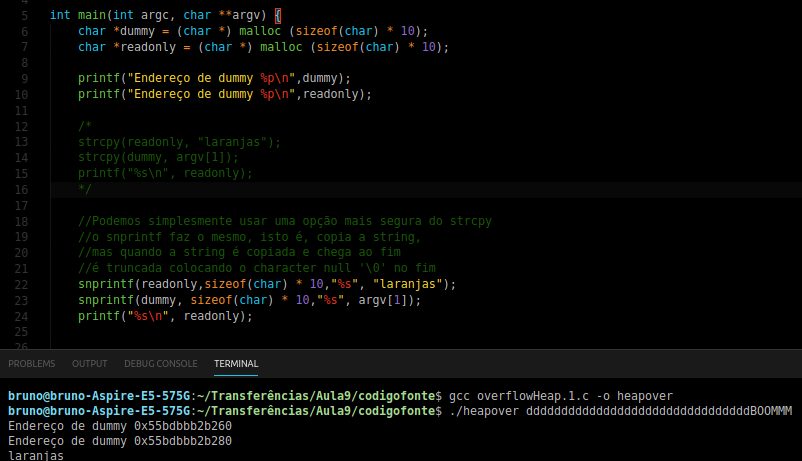 5 int main(int argc, char **argv) {
6 char *dummy = (char *) malloc (sizeof(char) * 10);
7 char *readonly = (char *) malloc (sizeof(char) * 10);
8
9 printf("Endereço de dummy %p\n",dummy);
10 printf("Endereço de dummy %p\n",readonly);
11
12 /*
13 strcpy(readonly, "laranjas");
14 strcpy(dummy, argv[1]);
15 printf("%s\n", readonly);
16 */
17
18 //Podemos simplesmente usar uma opção mais segura do strcpy
19 //o snprintf faz o mesmo, isto é, copia a string,
20 //mas quando a string é copiada e chega ao fim
21 //é truncada colocando o character null '\0' no fim
22 snprintf(readonly,sizeof(char) * 10,"%s", "laranjas");
23 snprintf(dummy, sizeof(char) * 10,"%s", argv[1]);
24 printf("%s\n", readonly);
25
26
PROBLEMS OUTPUT DEBUG CONSOLE TERMINAL
bruno@bruno-Aspire-E5-575G:~/Transferências/Aula9/codigofonte$ gcc overflowHeap.1.c -o heapover
bruno@bruno-Aspire-E5-575G:~/Transferências/Aula9/codigofonte$ ./heapover ddddddddddddddddddddddddddddddddBOOMMM
Endereço de dummy 0x55bdbbb2b260
Endereço de dummy 0x55bdbbb2b280
laranjas